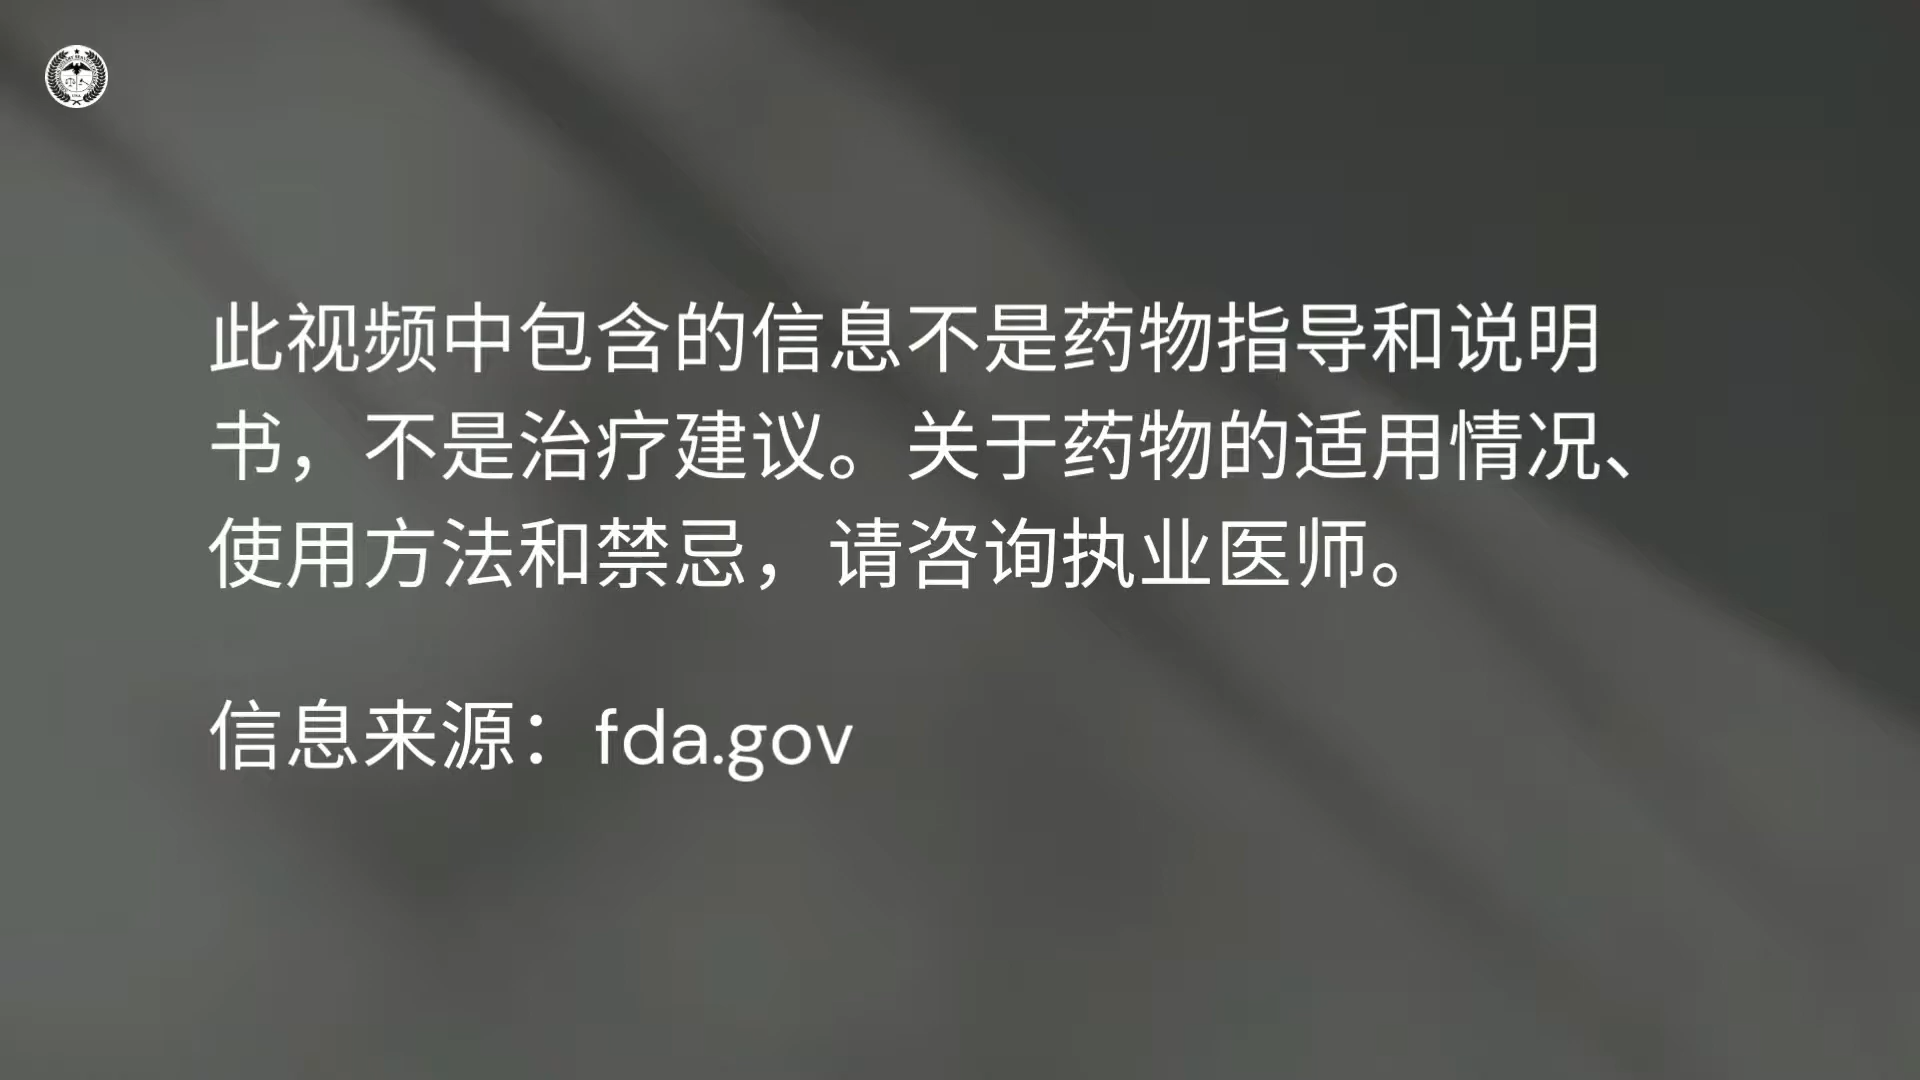 此视频中包含的信息不是药物指导和说明
书，不是治疗建议。关于药物的适用情况、
使用方法和禁忌，请咨询执业医师。
信息来源：fda.gov